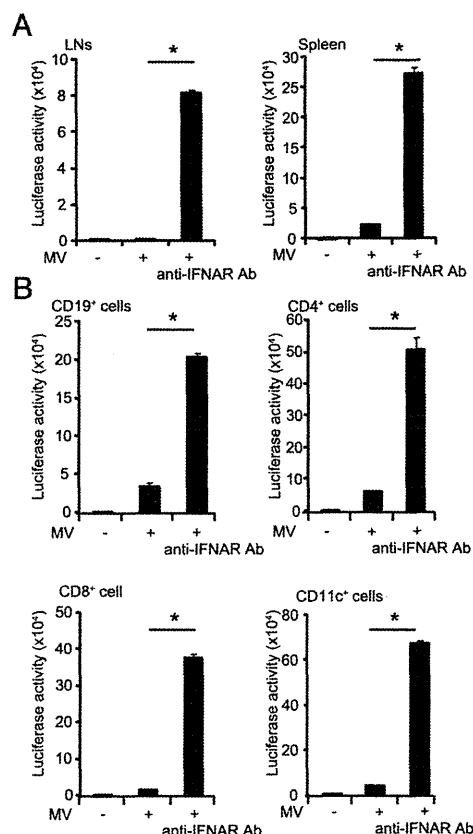 A
LNs
*
Luciferase activity (x10⁴)
10
8
6
4
2
0
MV - + +
anti-IFNAR Ab
Spleen
*
Luciferase activity (x10⁴)
30
25
20
15
10
5
0
MV - + +
anti-IFNAR Ab
B
CD19⁺ cells
*
Luciferase activity (x10⁴)
25
20
15
10
5
0
MV - + +
anti-IFNAR Ab
CD4⁺ cells
*
Luciferase activity (x10⁴)
60
50
40
30
20
10
0
MV - + +
anti-IFNAR Ab
CD8⁺ cell
*
Luciferase activity (x10⁴)
50
40
30
20
10
0
MV - + +
anti-IFNAR Ab
CD11c⁺ cells
*
Luciferase activity (x10⁴)
80
60
40
20
0
MV - + +
anti-IFNAR Ab